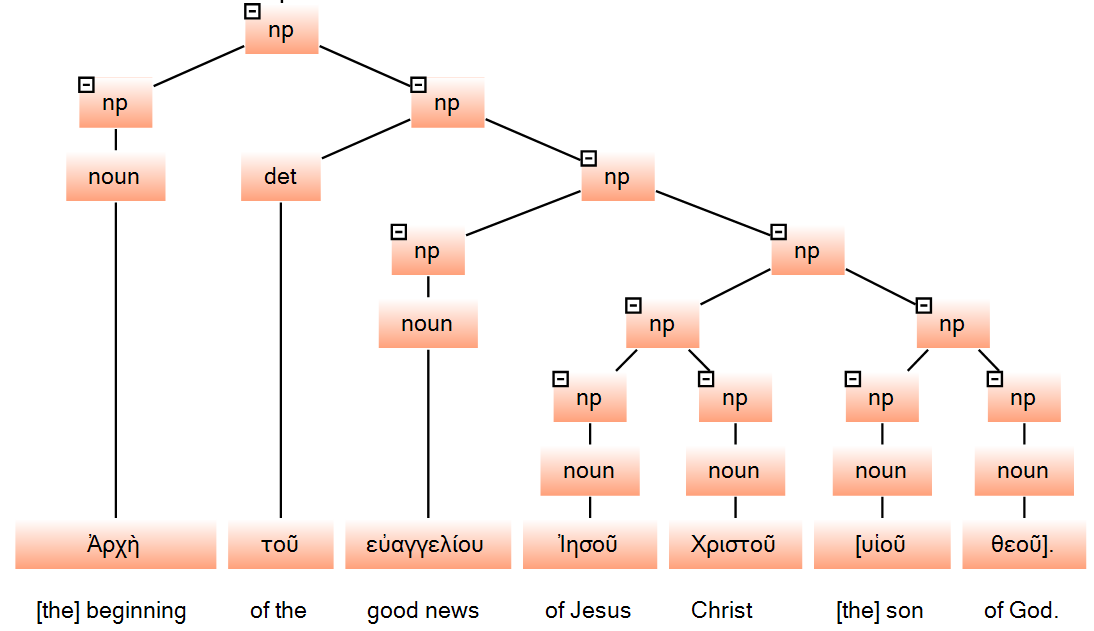 np
np np
noun det np
np np
noun np np
np np np np
noun noun noun noun
Ἀρχὴ τοῦ εὐαγγελίου Ἰησοῦ Χριστοῦ [υἱοῦ θεοῦ].
[the] beginning of the good news of Jesus Christ [the] son of God.